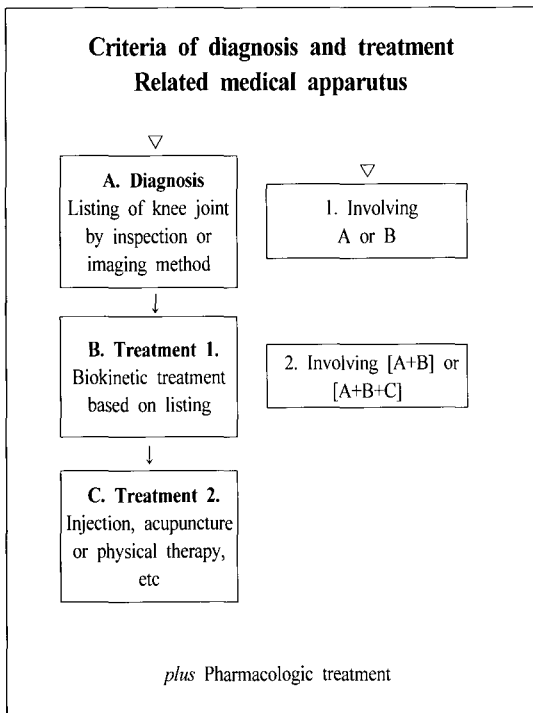 Criteria of diagnosis and treatment
Related medical apparutus
A. Diagnosis
Listing of knee joint
by inspection or
imaging method
1. Involving
A or B
B. Treatment 1.
Biokinetic treatment
based on listing
2. Involving [A+B] or
[A+B+C]
C. Treatment 2.
Injection, acupuncture
or physical therapy,
etc
plus Pharmacologic treatment